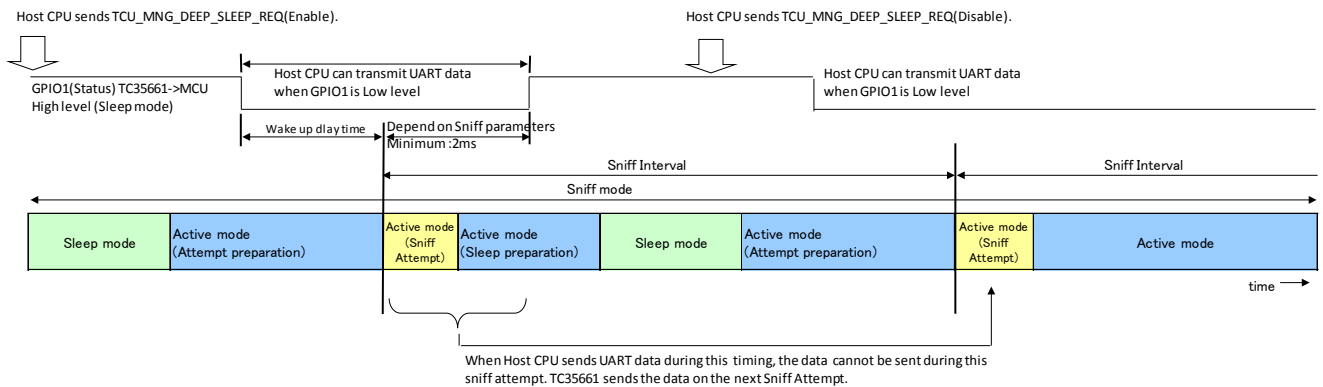 Host CPU sends TCU_MNG_DEEP_SLEEP_REQ(Enable).
Host CPU sends TCU_MNG_DEEP_SLEEP_REQ(Disable).
GPIO1(Status) TC35661->MCU
High level (Sleep mode)
Host CPU can transmit UART data
when GPIO1 is Low level
Host CPU can transmit UART data
when GPIO1 is Low level
Wake up dlay time
Depend on Sniff parameters
Minimum :2ms
Sniff Interval
Sniff Interval
Sniff mode
Sleep mode
Active mode
(Attempt preparation)
Active mode
(Sniff
Attempt)
Active mode
(Sleep preparation)
Sleep mode
Active mode
(Attempt preparation)
Active mode
(Sniff
Attempt)
Active mode
time
When Host CPU sends UART data during this timing, the data cannot be sent during this
sniff attempt. TC35661 sends the data on the next Sniff Attempt.